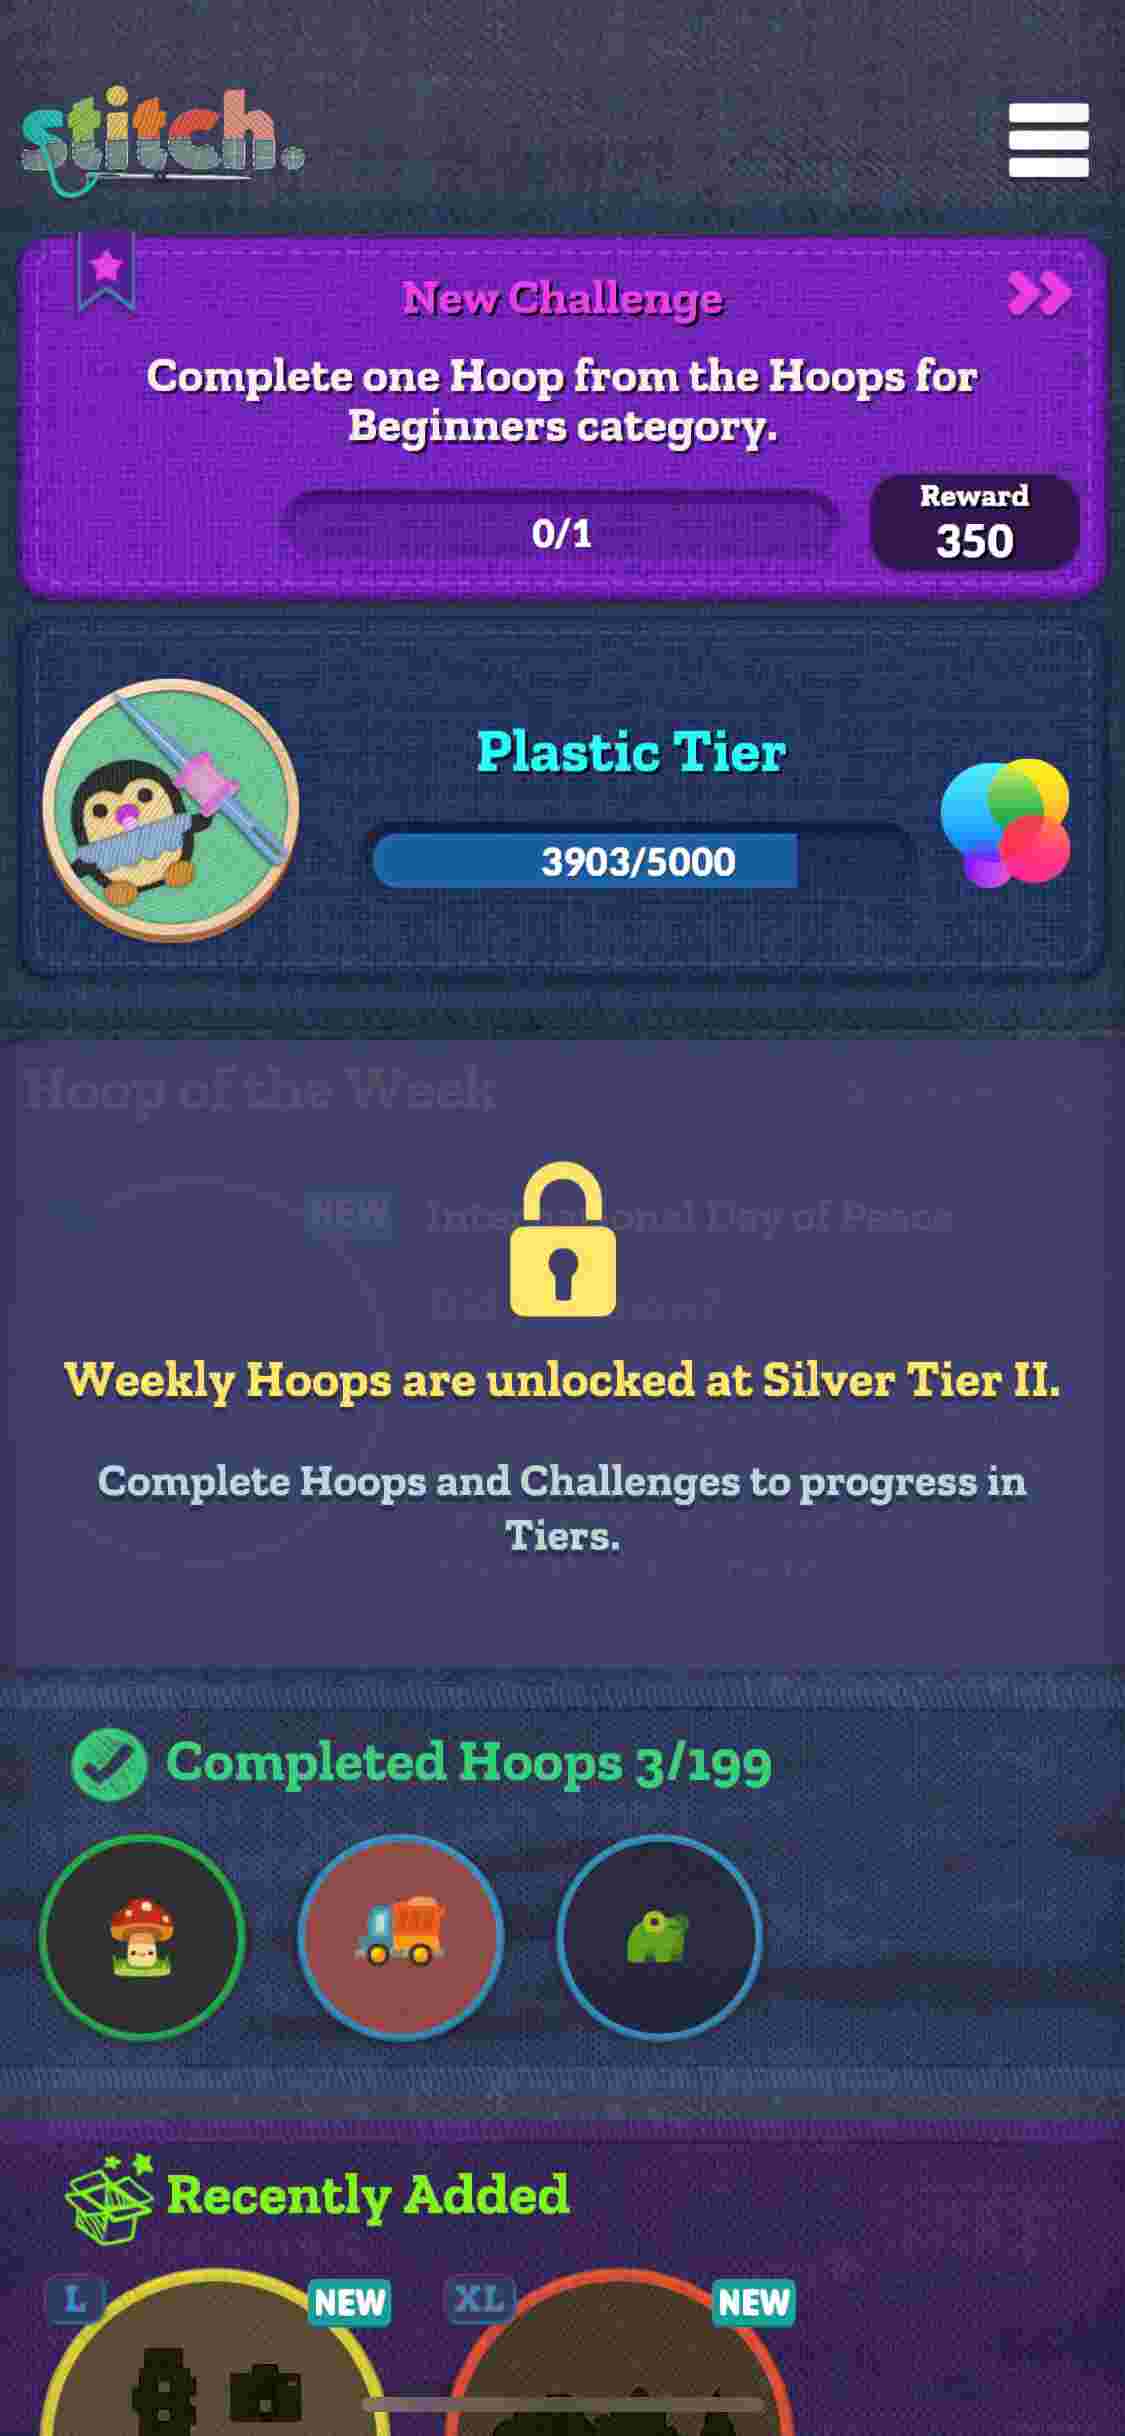 stitch.
New Challenge
Complete one Hoop from the Hoops for
Beginners category.
0/1
Reward
350
Plastic Tier
3903/5000
Hoop of the Week
NEW
International Day of Peace
Weekly Hoops are unlocked at Silver Tier II.
Complete Hoops and Challenges to progress in
Tiers.
Completed Hoops 3/199
Recently Added
L
NEW
XL
NEW